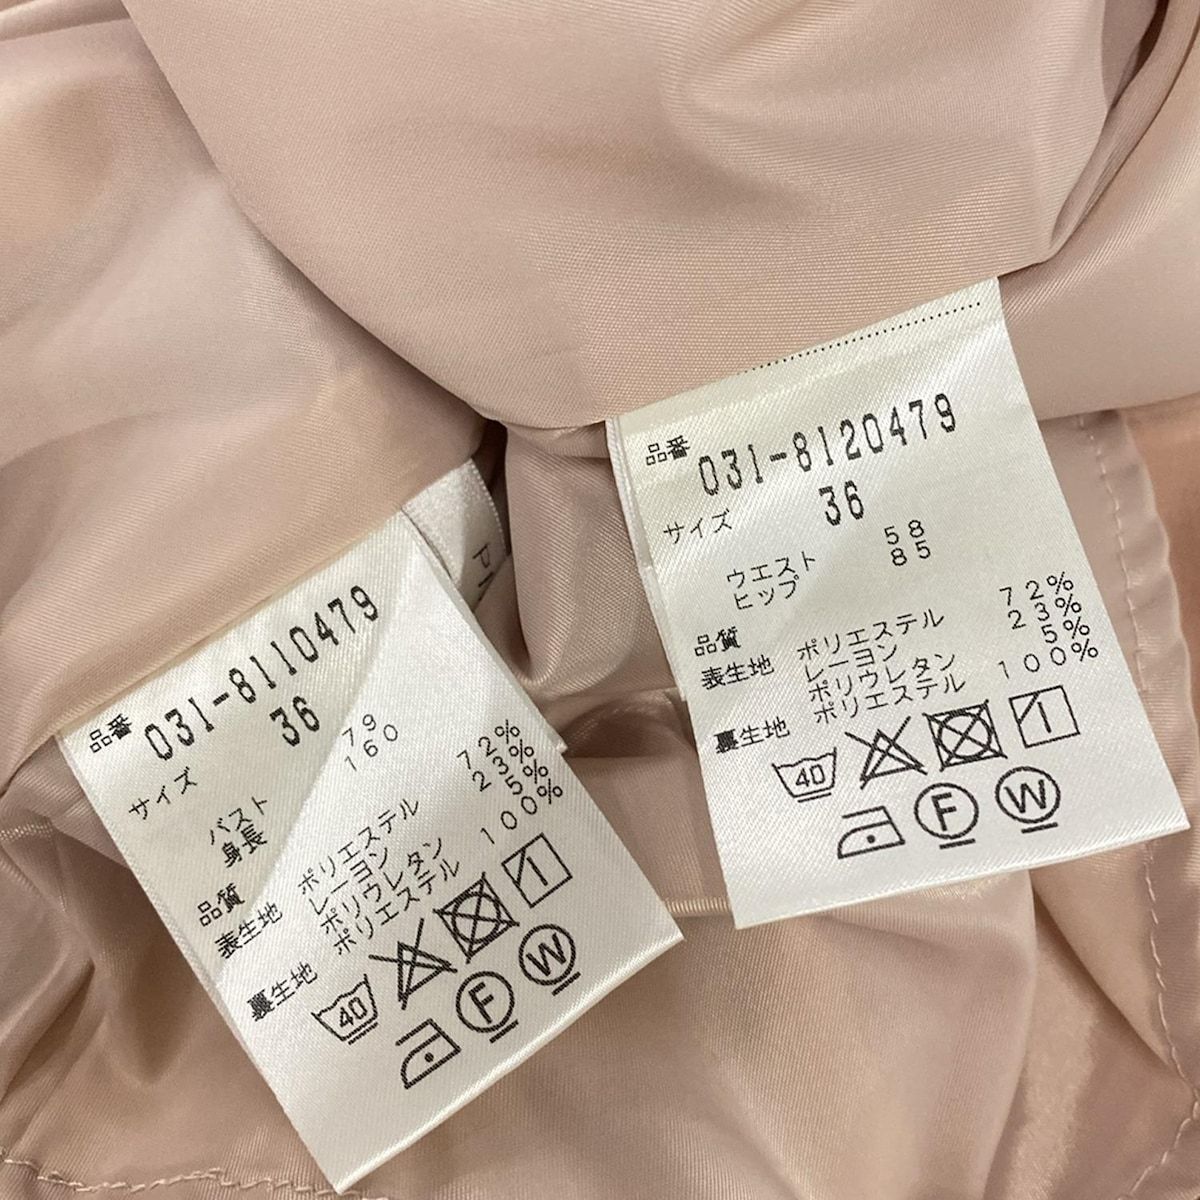 品番 031-8110479
サイズ 36
バスト 79
身長 160
品質
表生地 ポリエステル 72%
レーヨン 23%
ポリウレタン 5%
裏生地 ポリエステル 100%
40
F W
品番 031-8120479
サイズ 36
ウエスト 58
ヒップ 85
品質
表生地 ポリエステル 72%
レーヨン 23%
ポリウレタン 5%
裏生地 ポリエステル 100%
40
F W